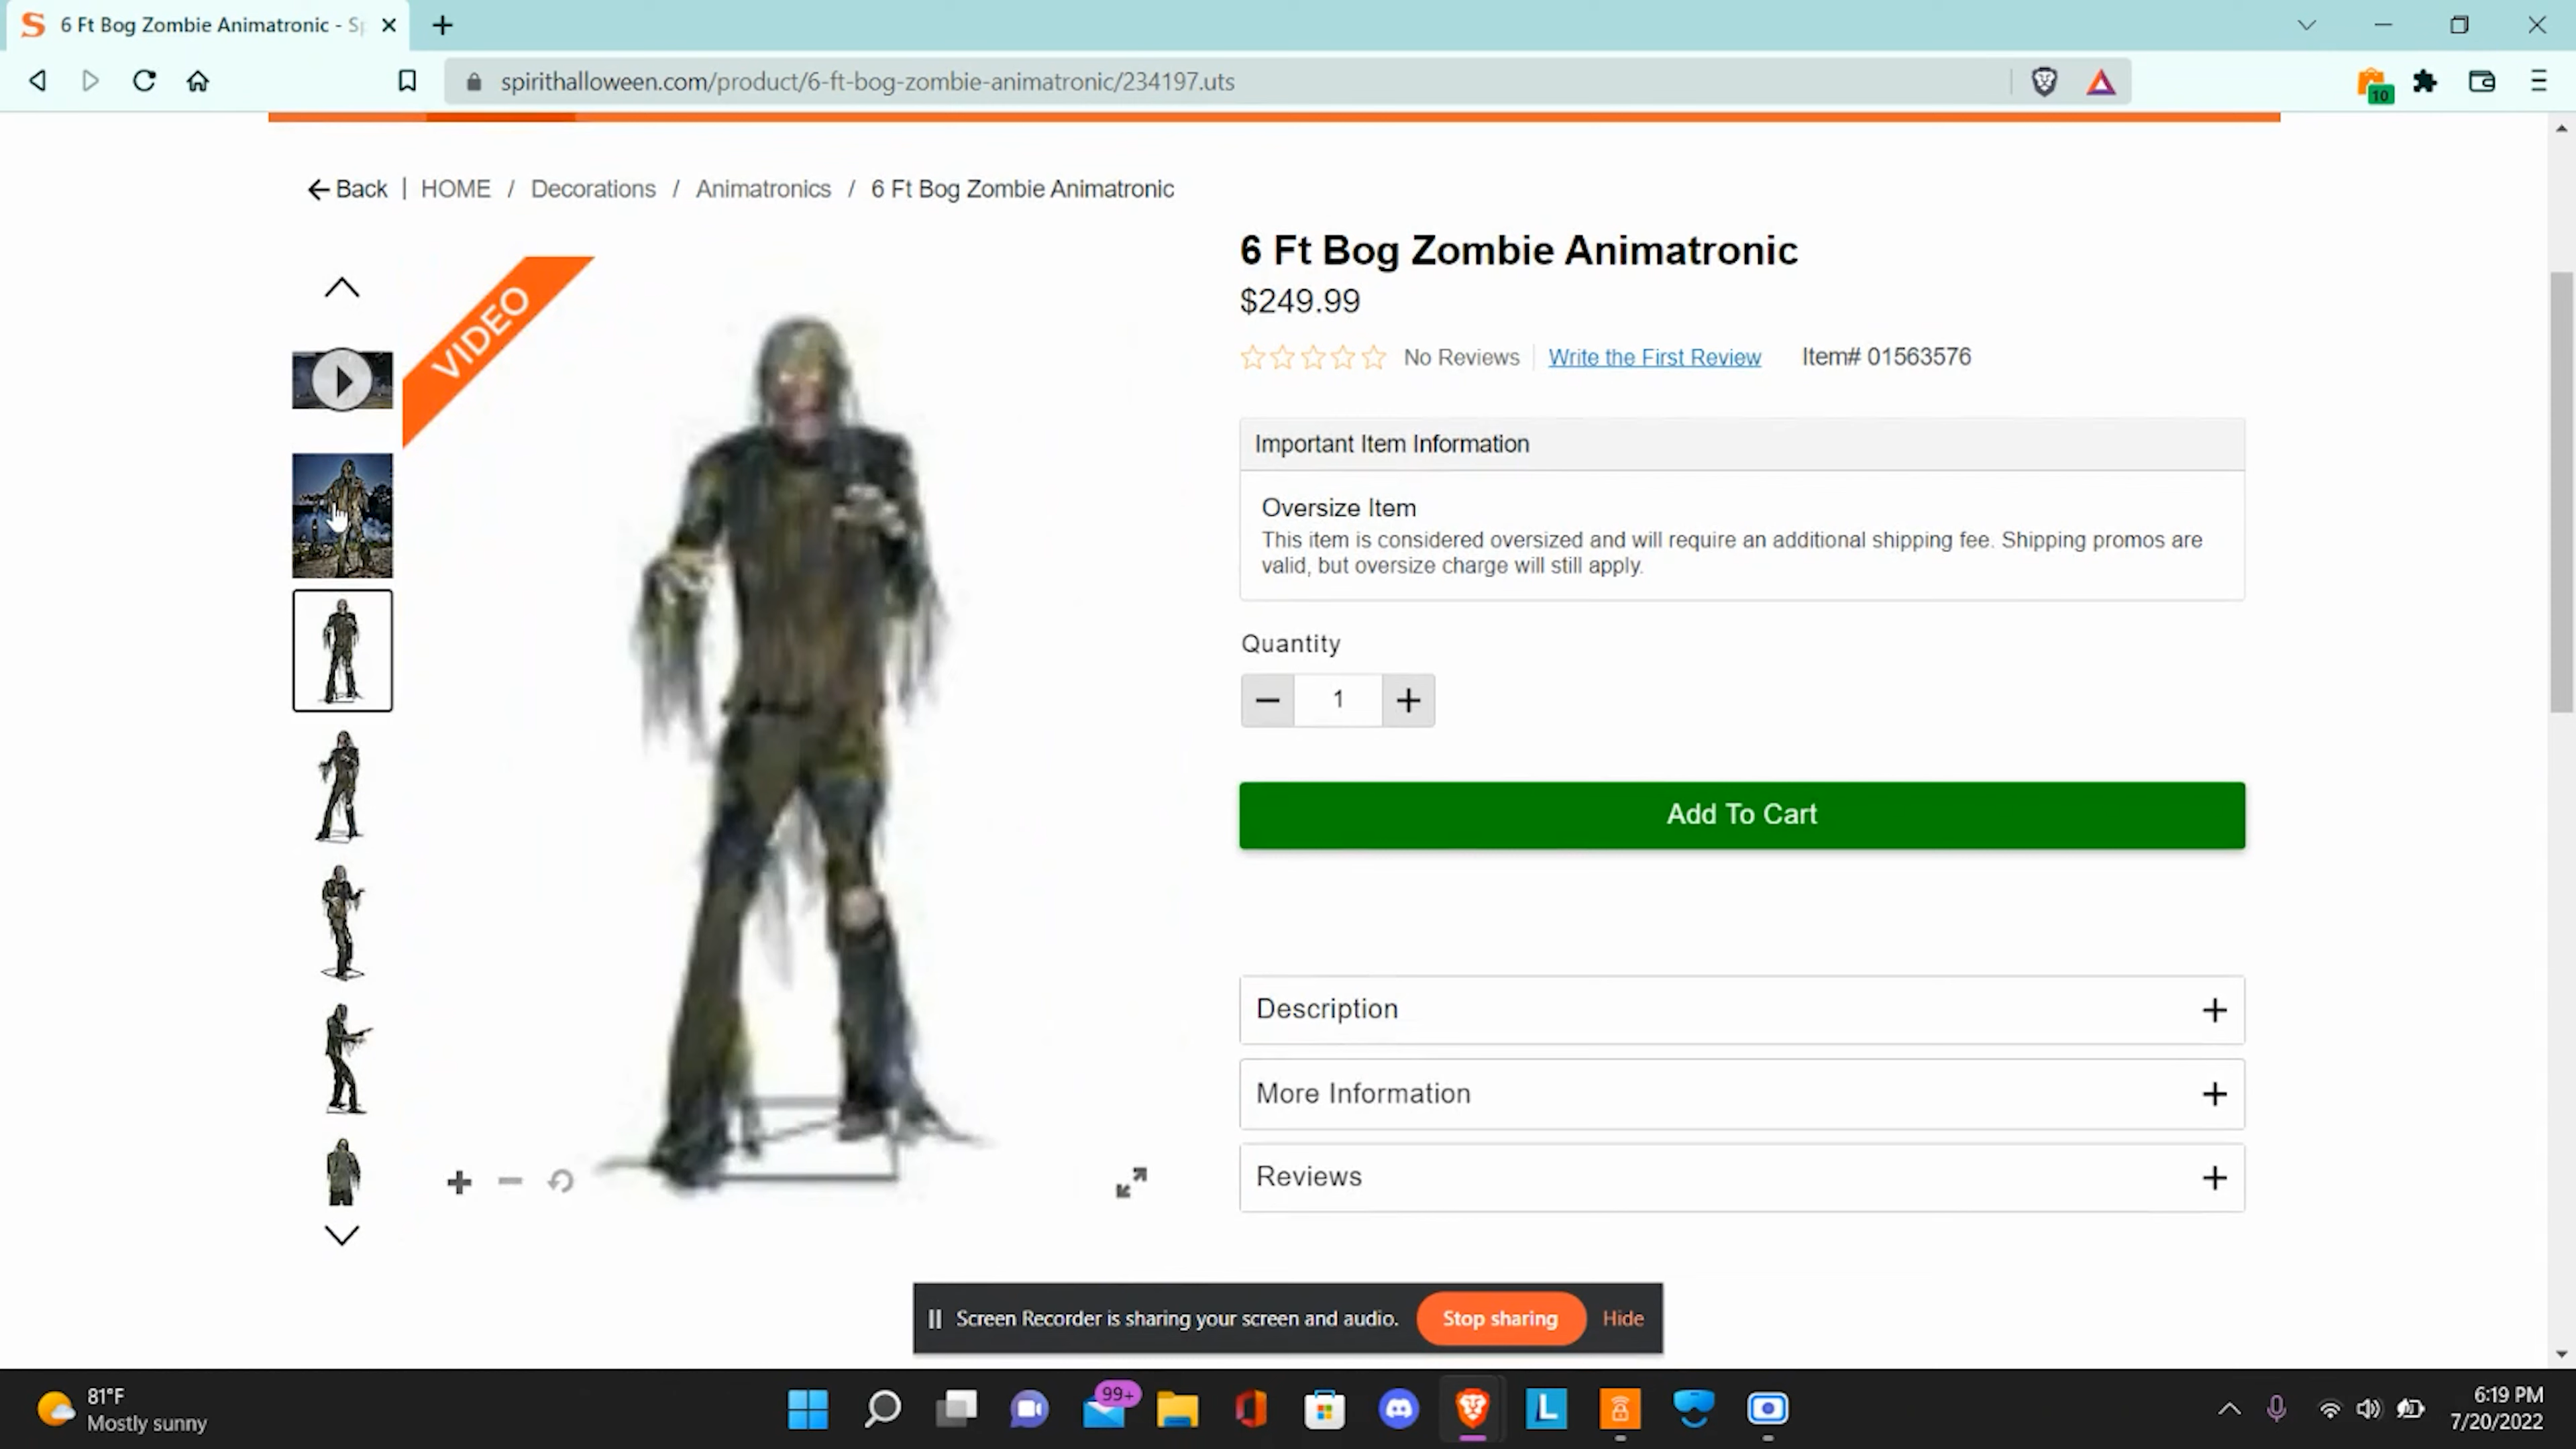 6 Ft Bog Zombie Animatronic - Sp
spirithalloween.com/product/6-ft-bog-zombie-animatronic/234197.uts
10
Back | HOME / Decorations / Animatronics / 6 Ft Bog Zombie Animatronic
VIDEO
6 Ft Bog Zombie Animatronic
$249.99
No Reviews Write the First Review Item# 01563576
Important Item Information
Oversize Item
This item is considered oversized and will require an additional shipping fee. Shipping promos are
valid, but oversize charge will still apply.
Quantity
1
Add To Cart
Description
More Information
Reviews
Screen Recorder is sharing your screen and audio. Stop sharing Hide
81°F
Mostly sunny
99+
L
6:19 PM
7/20/2022